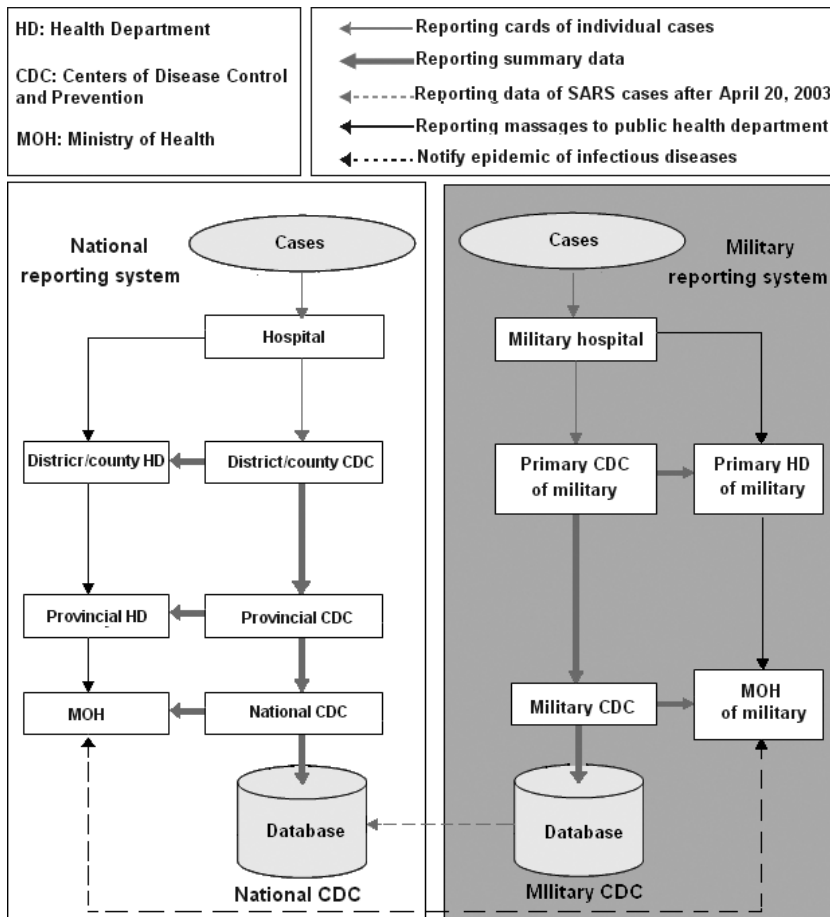 HD: Health Department
CDC: Centers of Disease Control
and Prevention
MOH: Ministry of Health
Reporting cards of individual cases
Reporting summary data
Reporting data of SARS cases after April 20, 2003
Reporting massages to public health department
Notify epidemic of infectious diseases
National
reporting system
Cases
Hospital
Districr/county HD
District/county CDC
Provincial HD
Provincial CDC
MOH
National CDC
Database
National CDC
Military
reporting system
Cases
Military hospital
Primary CDC
of military
Primary HD
of military
Military CDC
MOH
of military
Database
MIlitary CDC